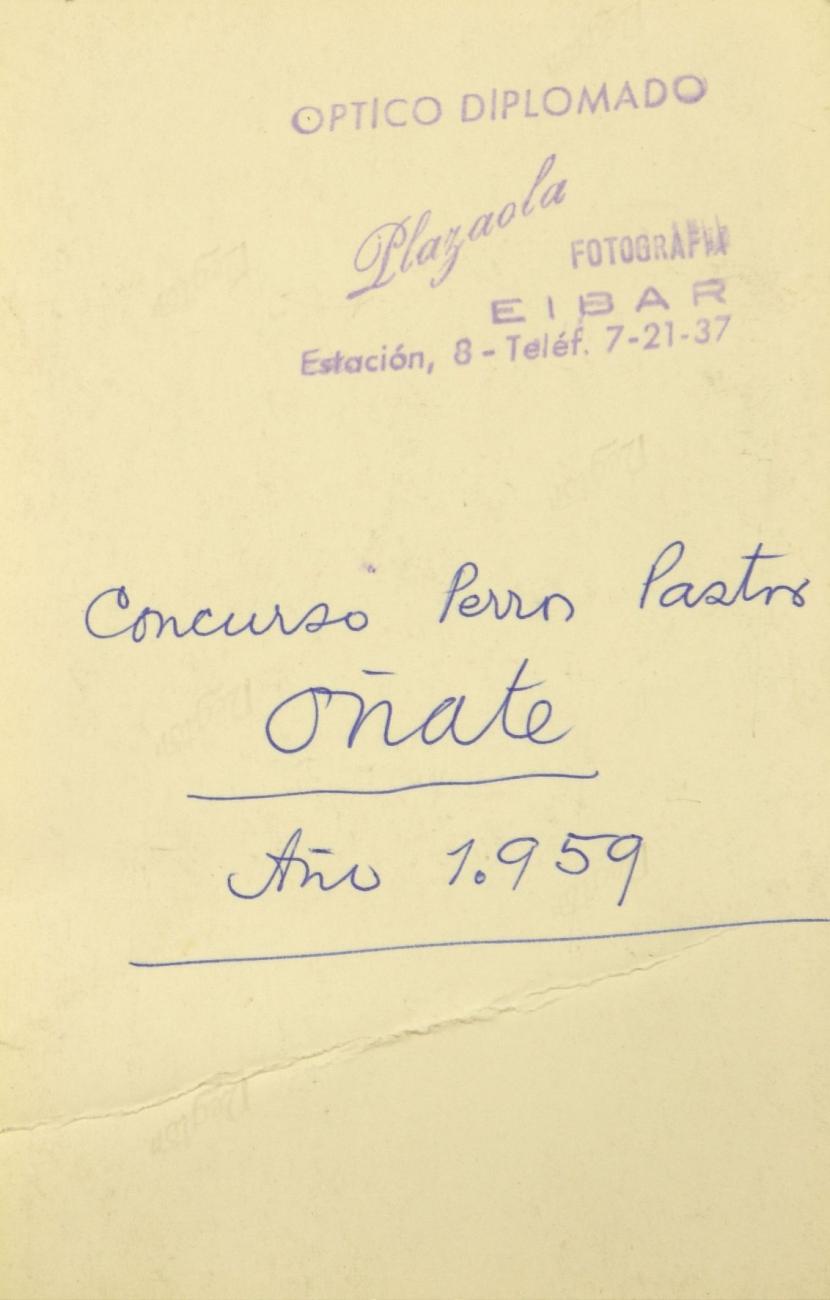 OPTICO DIPLOMADO
Plazaola
FOTOGRAFIA
EIBAR
Estación, 8 - Teléf. 7-21-37
Concurso Perros Pastor
Oñate
Año 1.959